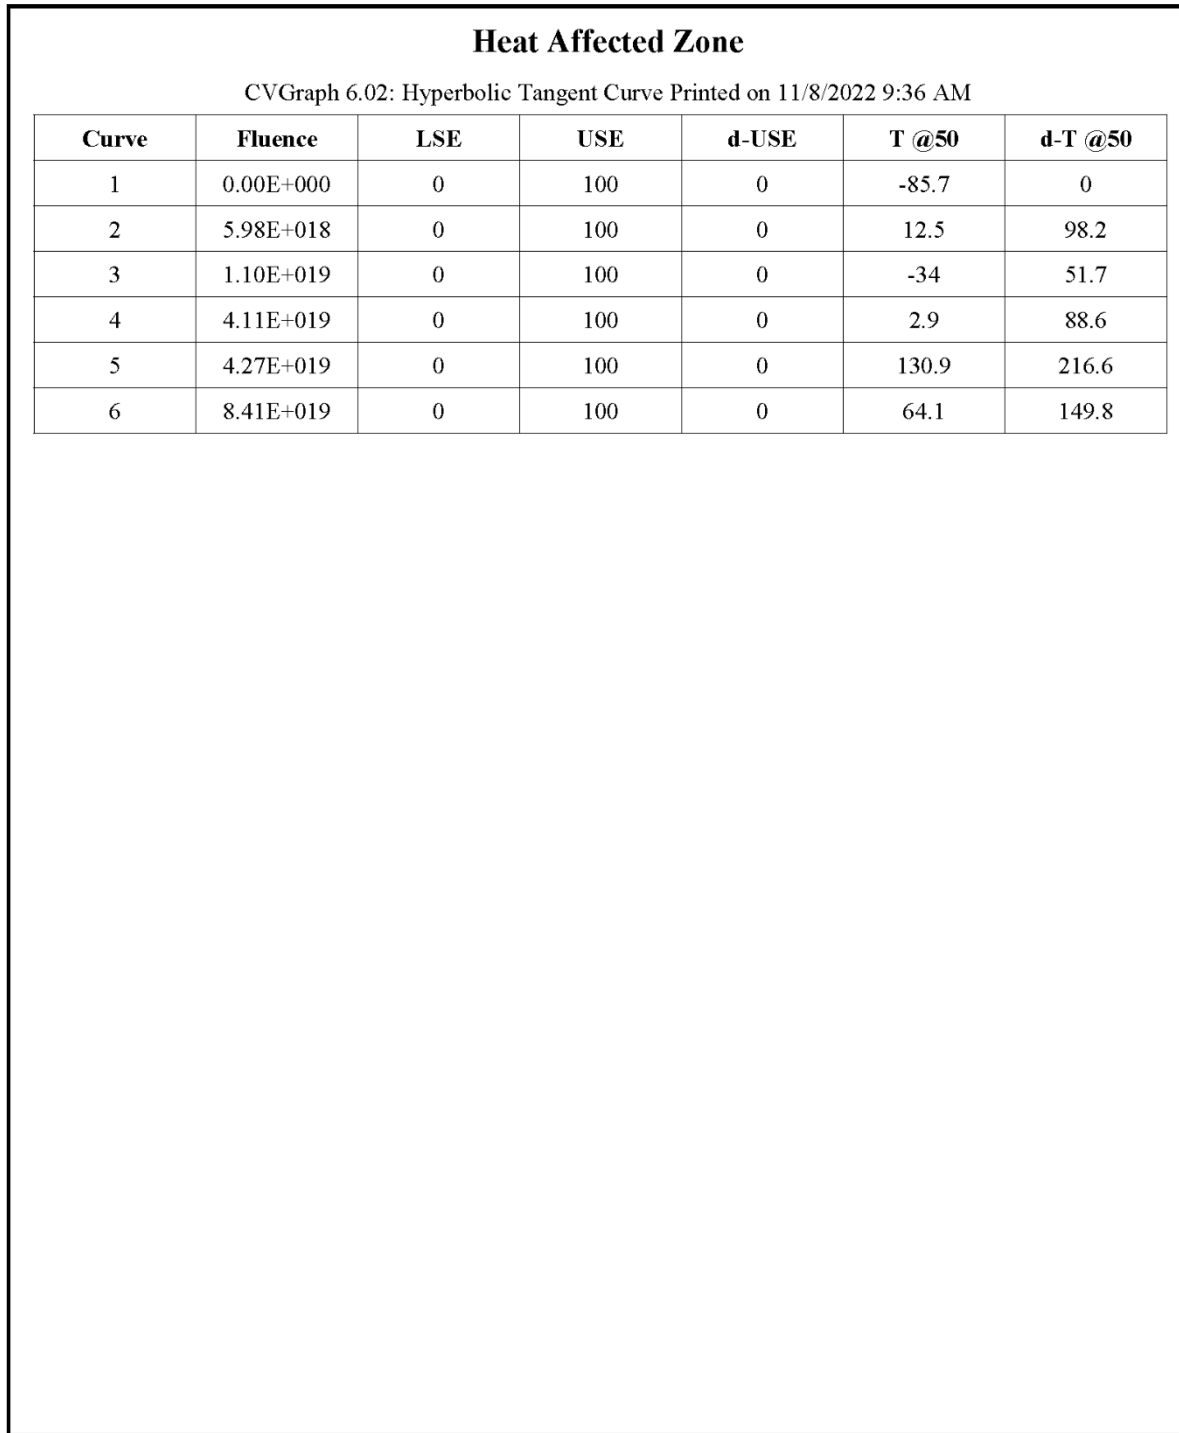 Heat Affected Zone
CVGraph 6.02: Hyperbolic Tangent Curve Printed on 11/8/2022 9:36 AM
Curve Fluence LSE USE d-USE T @50 d-T @50
1 0.00E+000 0 100 0 -85.7 0
2 5.98E+018 0 100 0 12.5 98.2
3 1.10E+019 0 100 0 -34 51.7
4 4.11E+019 0 100 0 2.9 88.6
5 4.27E+019 0 100 0 130.9 216.6
6 8.41E+019 0 100 0 64.1 149.8